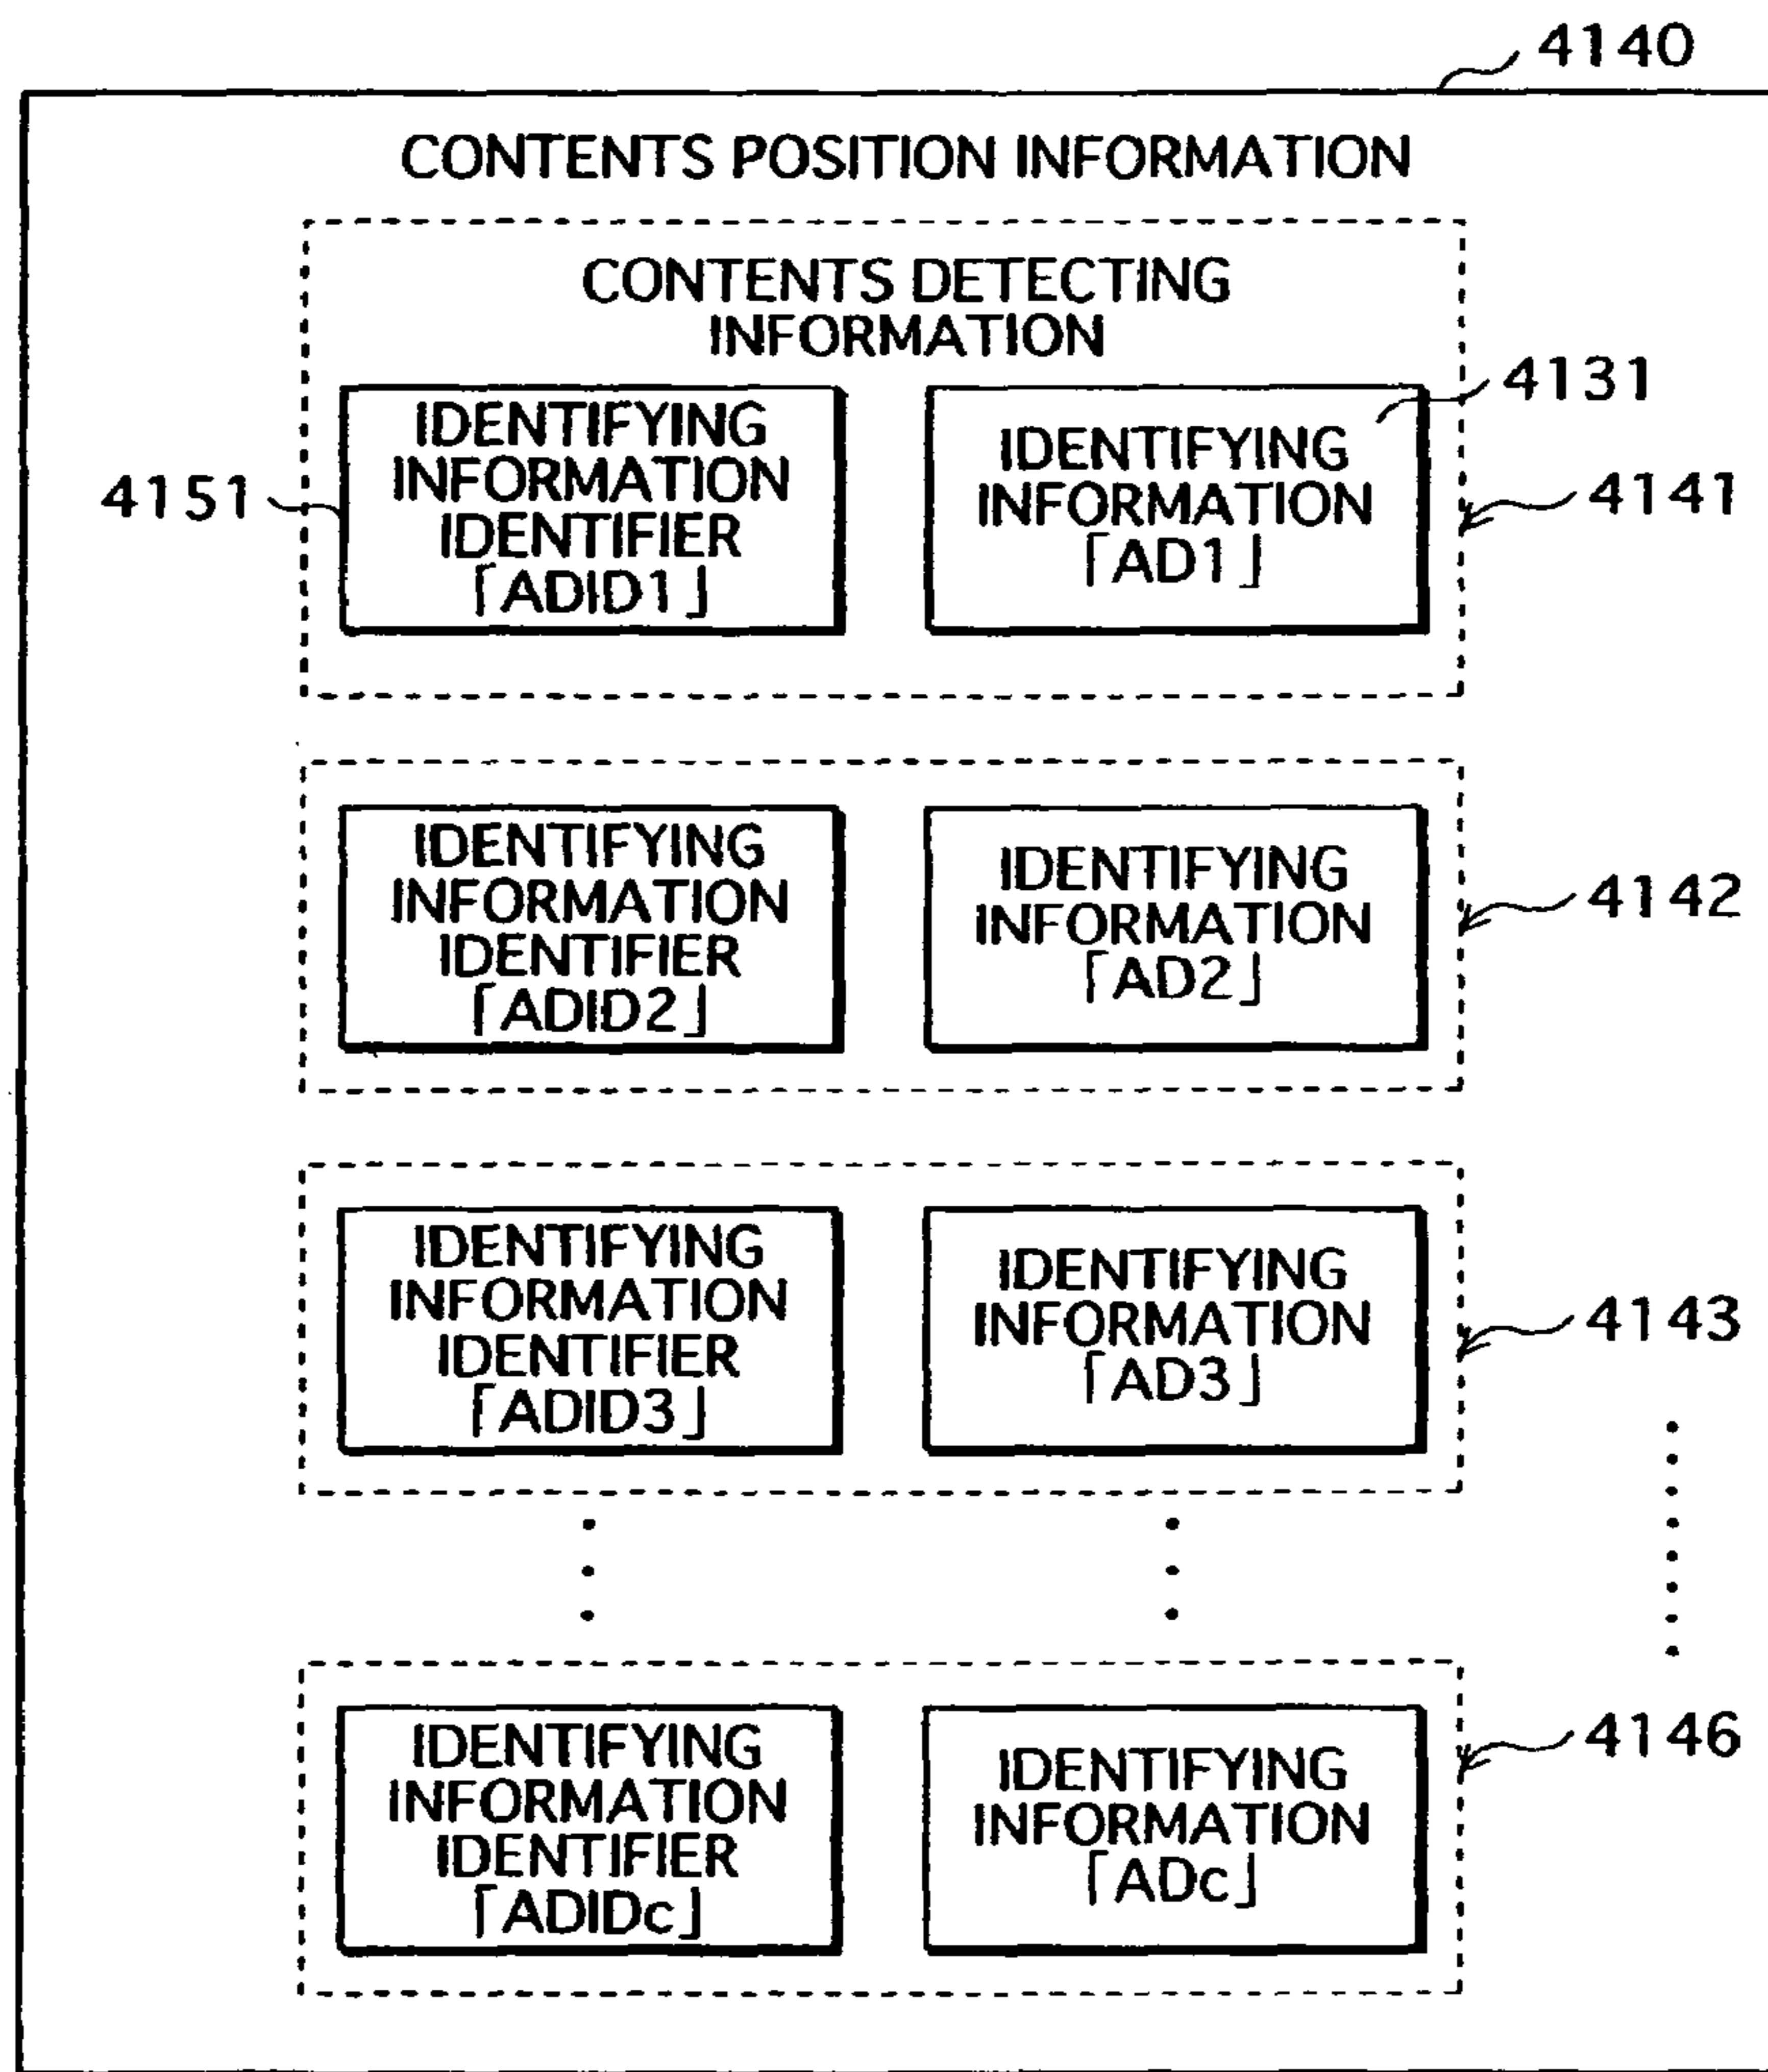 4140
CONTENTS POSITION INFORMATION
CONTENTS DETECTING
INFORMATION
4131
IDENTIFYING
INFORMATION
IDENTIFIER
「ADID1」
IDENTIFYING
INFORMATION
「AD1」
4151
4141
IDENTIFYING
INFORMATION
IDENTIFIER
「ADID2」
IDENTIFYING
INFORMATION
「AD2」
4142
IDENTIFYING
INFORMATION
IDENTIFIER
「ADID3」
IDENTIFYING
INFORMATION
「AD3」
4143
IDENTIFYING
INFORMATION
IDENTIFIER
「ADIDc」
IDENTIFYING
INFORMATION
「ADc」
4146